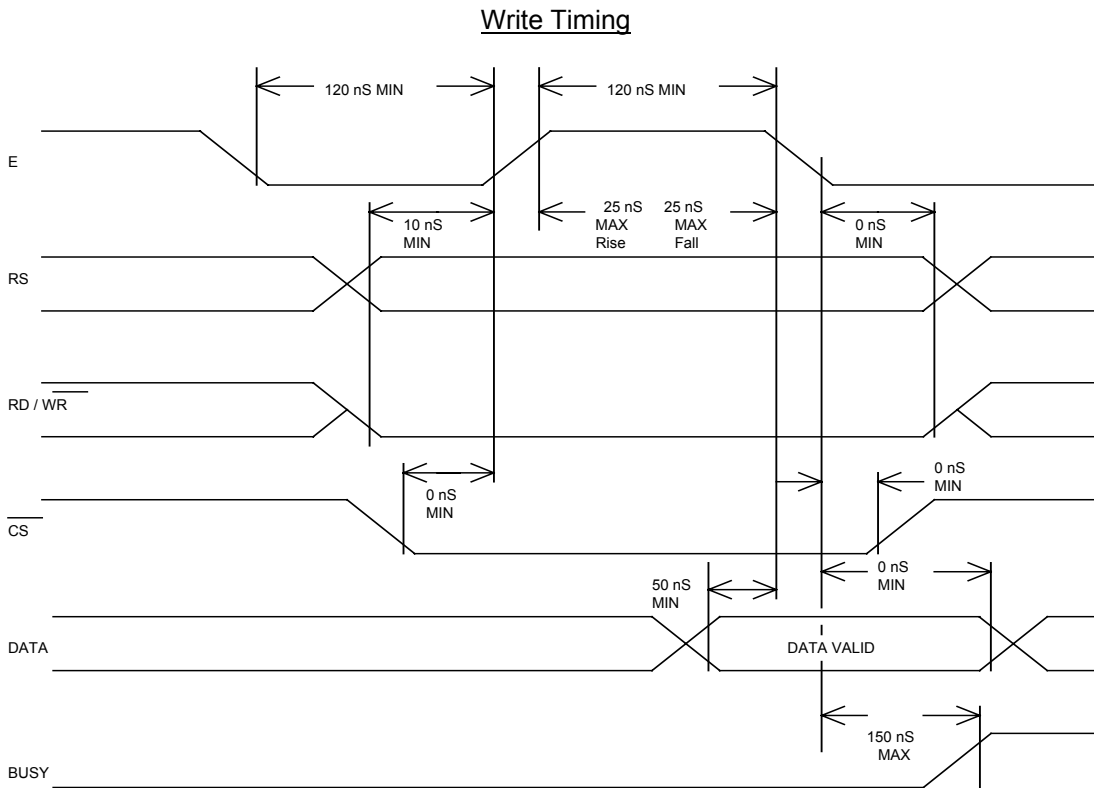 Write Timing
120 nS MIN
120 nS MIN
E
10 nS
MIN
25 nS
MAX
Rise
25 nS
MAX
Fall
0 nS
MIN
RS
RD / WR
0 nS
MIN
0 nS
MIN
CS
50 nS
MIN
0 nS
MIN
DATA
DATA VALID
150 nS
MAX
BUSY